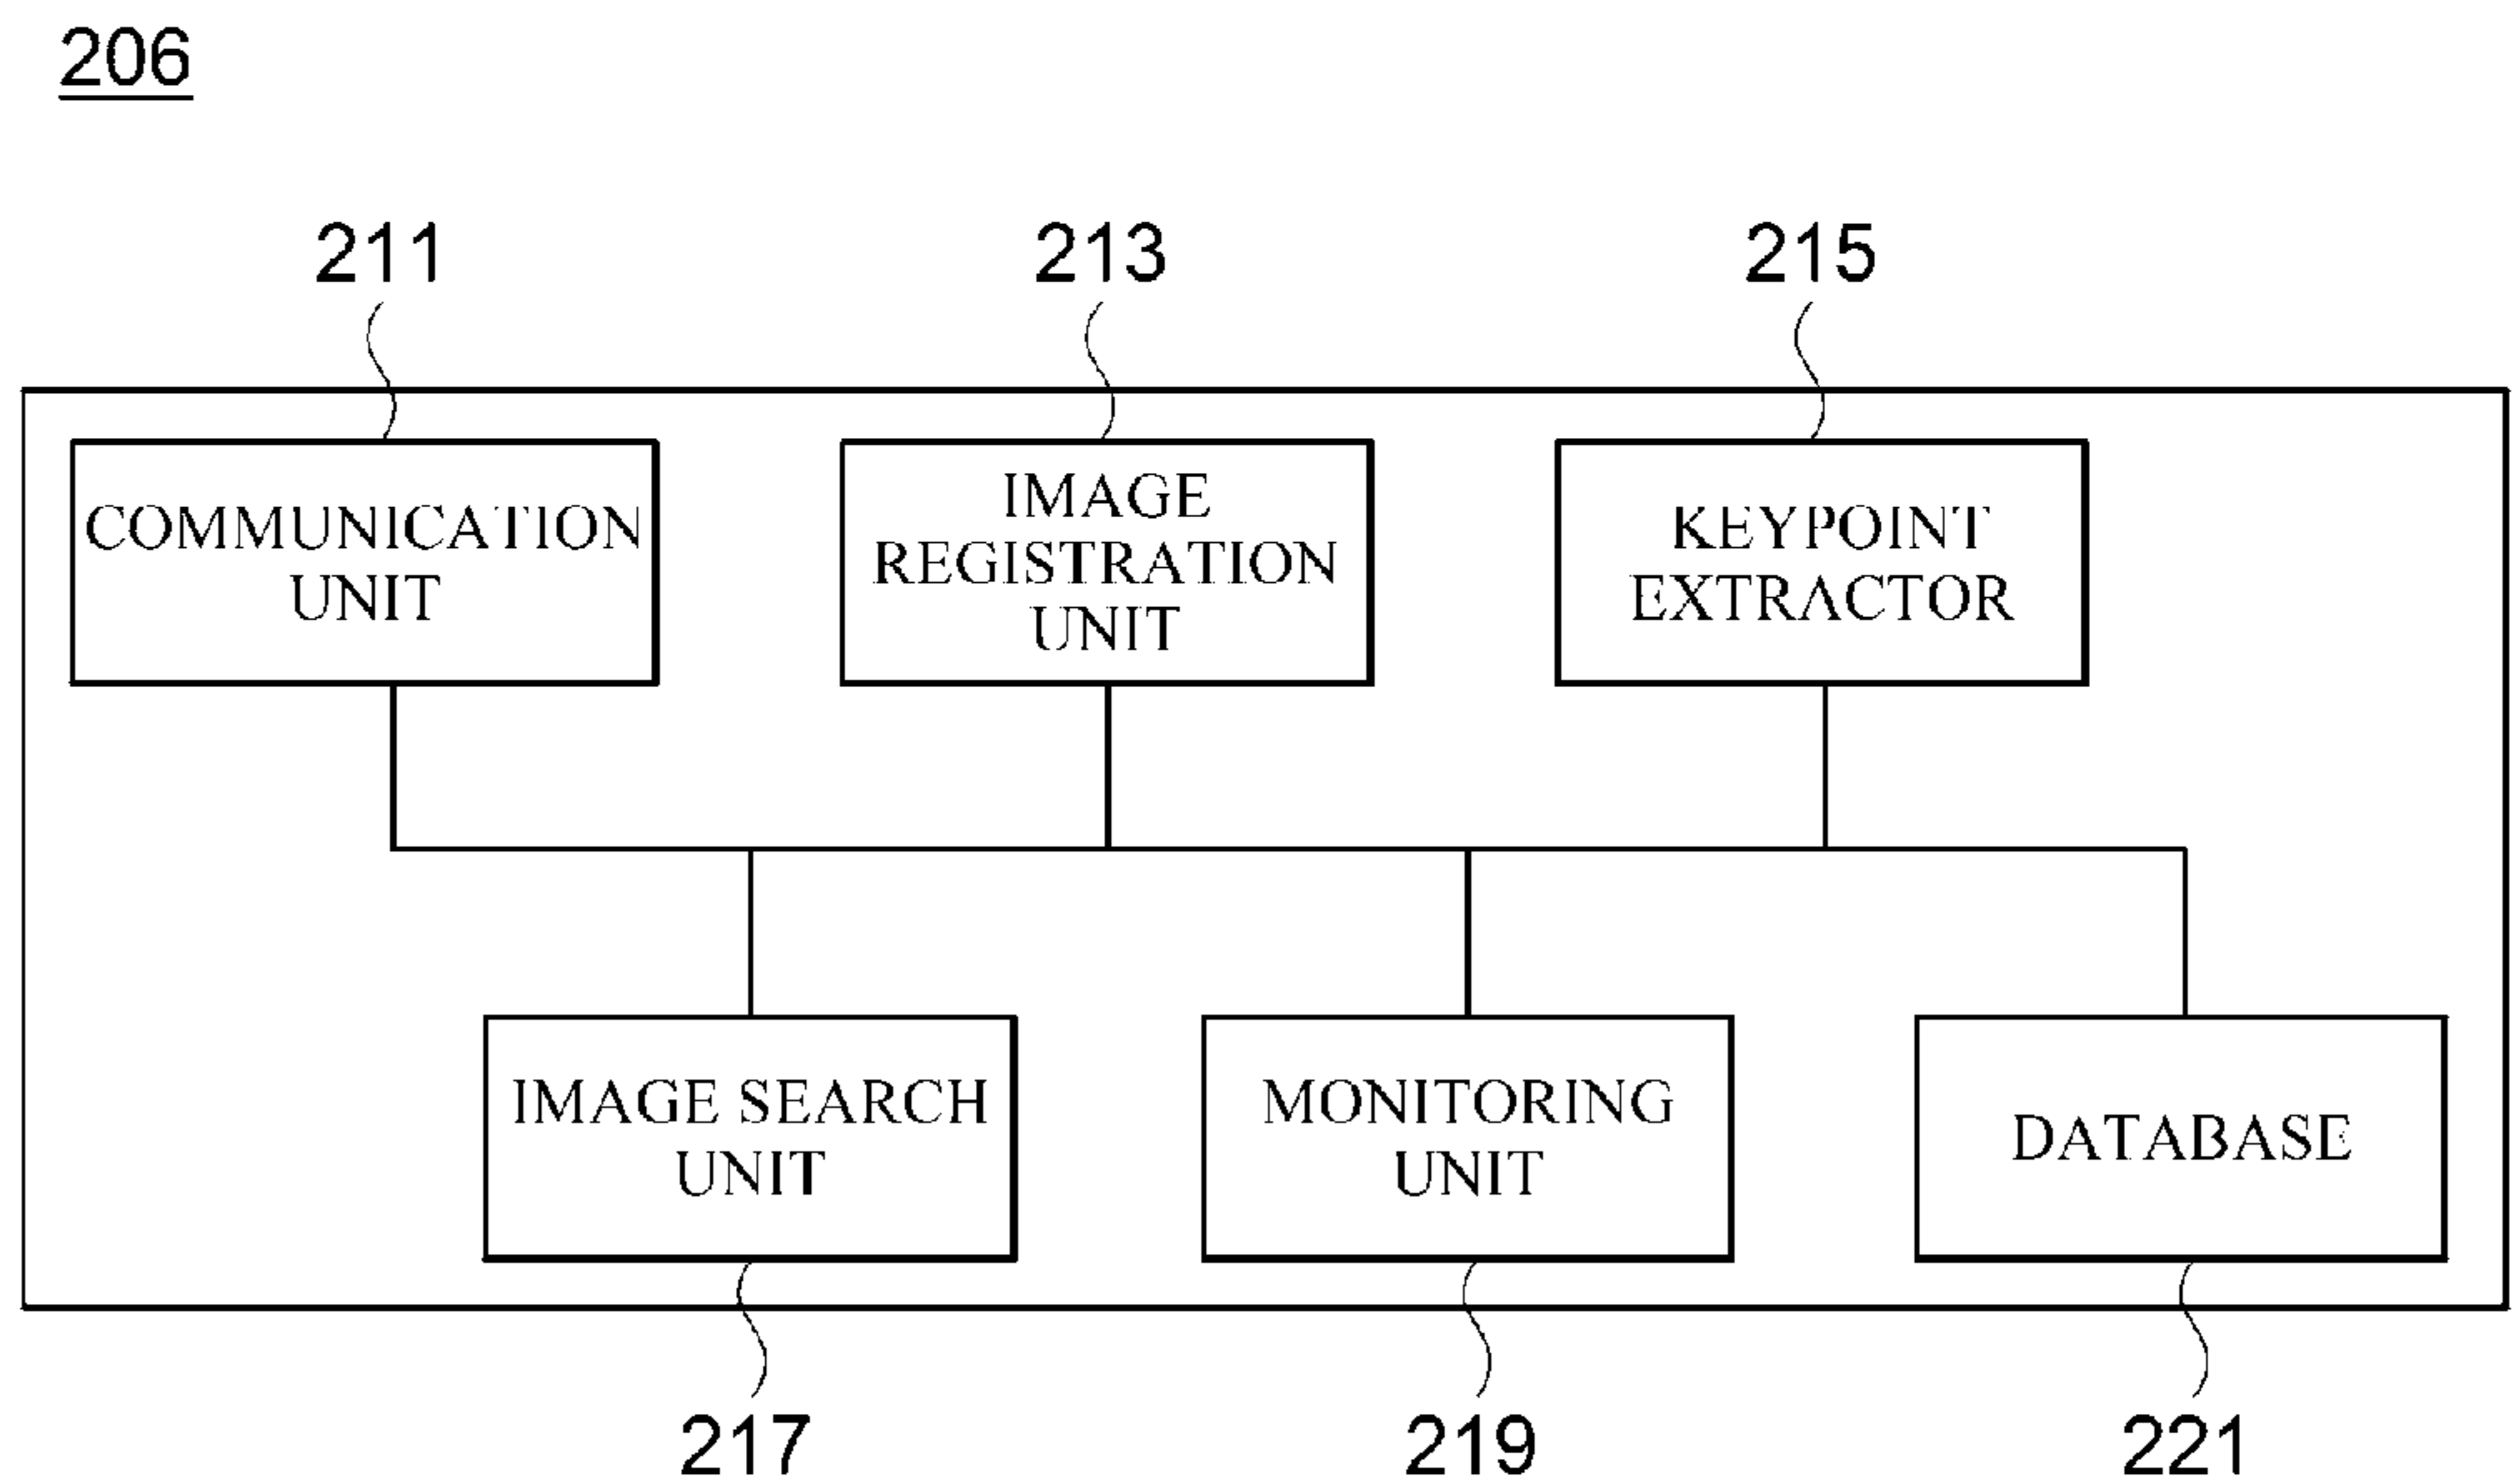 206
211
213
215
COMMUNICATION
UNIT
IMAGE
REGISTRATION
UNIT
KEYPOINT
EXTRACTOR
IMAGE SEARCH
UNIT
MONITORING
UNIT
DATABASE
217
219
221